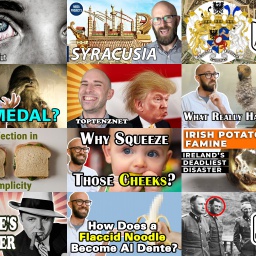 SYRACUSIA
MEDAL?
TOPTENZNET
WHAT REALLY HA
ection in
mplicity
WHY SQUEEZE
THOSE CHEEKS?
IRISH POTATO
FAMINE
IRELAND'S
DEADLIEST
DISASTER
E'S
ER
How Does a
Flaccid Noodle
Become Al Dente?